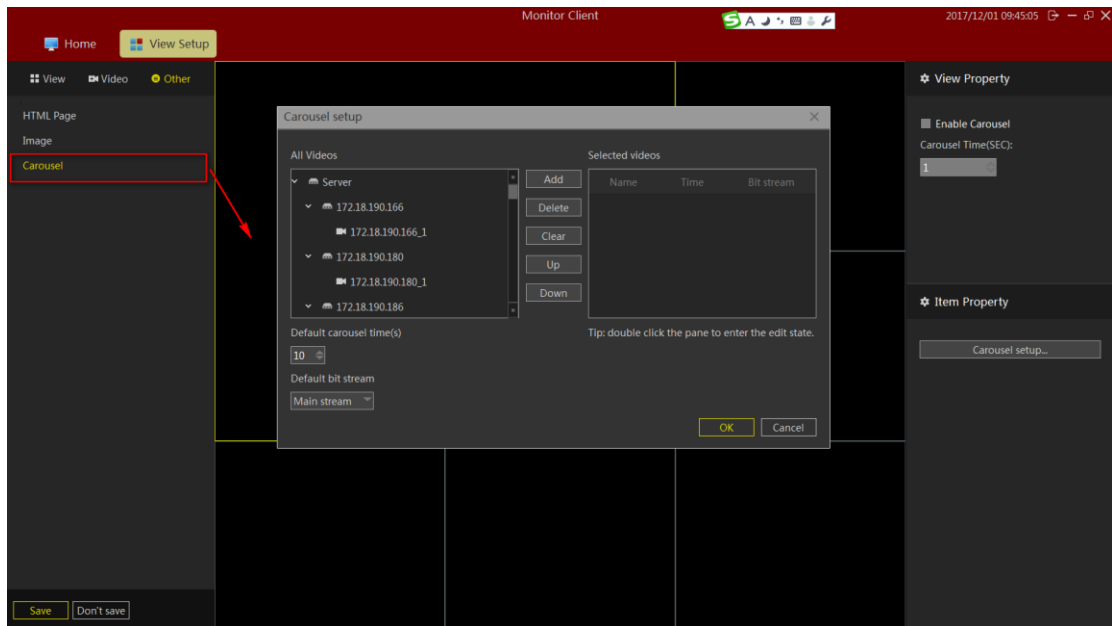 Monitor Client
2017/12/01 09:45:05
Home
View Setup
View
Video
Other
HTML Page
Image
Carousel
Carousel setup
All Videos
Server
172.18.190.166
172.18.190.166_1
172.18.190.180
172.18.190.180_1
172.18.190.186
Add
Delete
Clear
Up
Down
Selected videos
Name Time Bit stream
Default carousel time(s)
10
Default bit stream
Main stream
Tip: double click the pane to enter the edit state.
OK
Cancel
View Property
Enable Carousel
Carousel Time(SEC):
1
Item Property
Carousel setup...
Save
Don't save